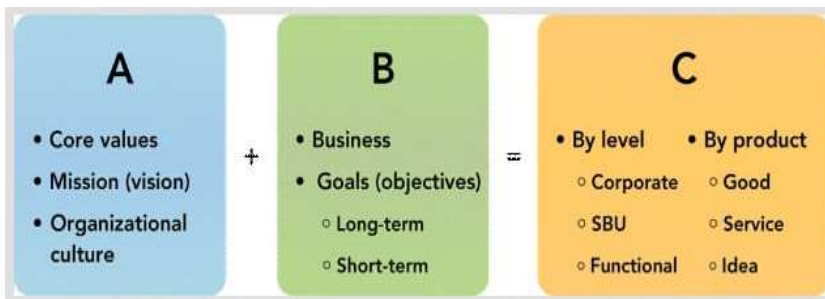 A
• Core values
• Mission (vision)
• Organizational
culture
+
B
• Business
• Goals (objectives)
○ Long-term
○ Short-term
=
C
• By level
○ Corporate
○ SBU
○ Functional
• By product
○ Good
○ Service
○ Idea